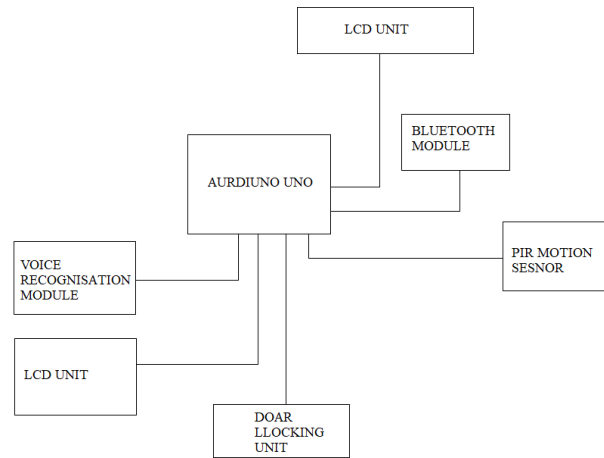 LCD UNIT
BLUETOOTH
MODULE
AURDIUNO UNO
PIR MOTION
SESNOR
VOICE
RECOGNISATION
MODULE
LCD UNIT
DOAR
LLOCKING
UNIT